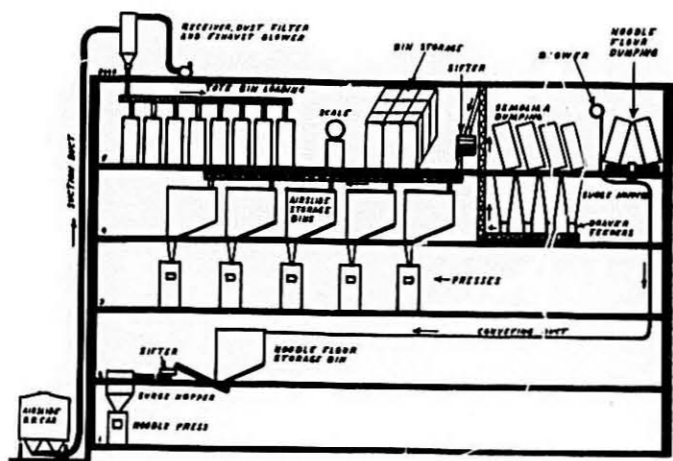 RECEIVER, DUST FILTER
AND EXHAUST BLOWER
BIN STORAGE
NOODLE
FLOUR
DUMPING
SIFTER
BLOWER
TOTE BIN LOADING
SCALE
SEMOLINA
DUMPING
SUCTION DUCT
AIRSLIDE
STORAGE
BINS
SURGE HOPPER
DRAWER
FEEDERS
PRESSES
CONVEYING DUCT
SIFTER
NOODLE FLOUR
STORAGE BIN
SURGE HOPPER
AIRSLIDE
NOODLE PRESS